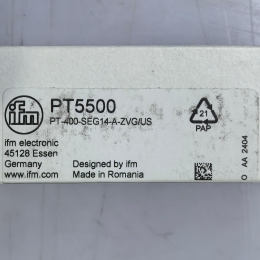 ifm
PT5500
PT-400-SEG14-A-ZVG/US
21
PAP
ifm electronic
45128 Essen
Germany
www.ifm.com
Designed by ifm
Made in Romania
O AA 2404